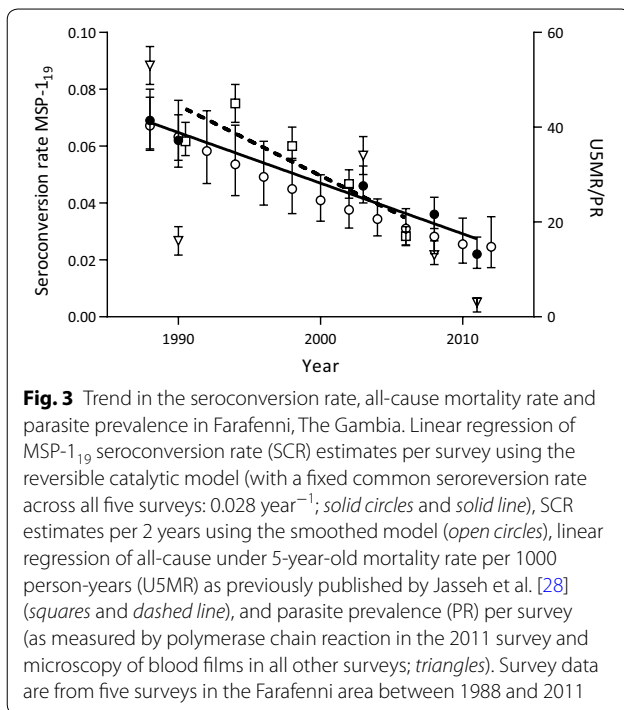 0.10
0.08
0.06
0.04
0.02
0.00
Seroconversion rate MSP-1₁₉
60
40
20
0
U5MR/PR
1990 2000 2010
Year
Fig. 3 Trend in the seroconversion rate, all-cause mortality rate and
parasite prevalence in Farafenni, The Gambia. Linear regression of
MSP-1₁₉ seroconversion rate (SCR) estimates per survey using the
reversible catalytic model (with a fixed common seroreversion rate
across all five surveys: 0.028 year⁻¹; solid circles and solid line), SCR
estimates per 2 years using the smoothed model (open circles), linear
regression of all-cause under 5-year-old mortality rate per 1000
person-years (U5MR) as previously published by Jasseh et al. [28]
(squares and dashed line), and parasite prevalence (PR) per survey
(as measured by polymerase chain reaction in the 2011 survey and
microscopy of blood films in all other surveys; triangles). Survey data
are from five surveys in the Farafenni area between 1988 and 2011